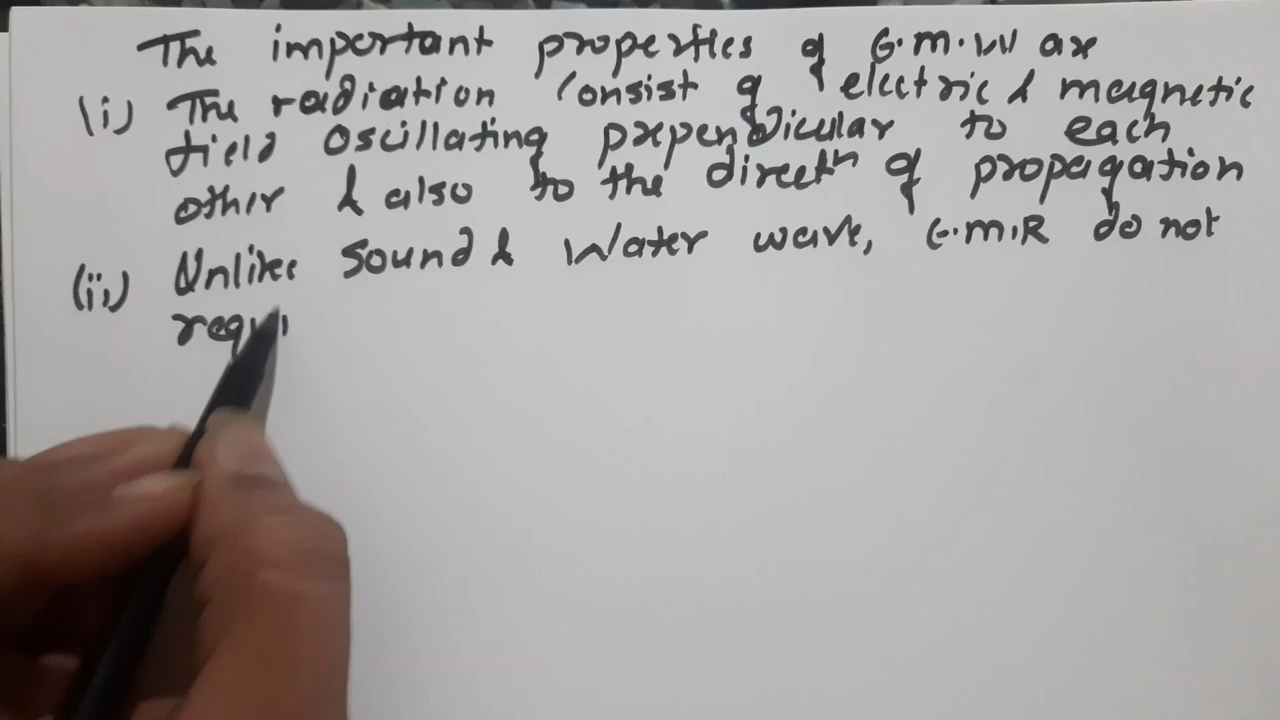 The important properties of E.M.W are
(i) The radiation consist of electric & magnetic
field oscillating perpendicular to each
other & also to the directn of propagation
(ii) Unlike Sound & Water wave, E.M.R do not
requi